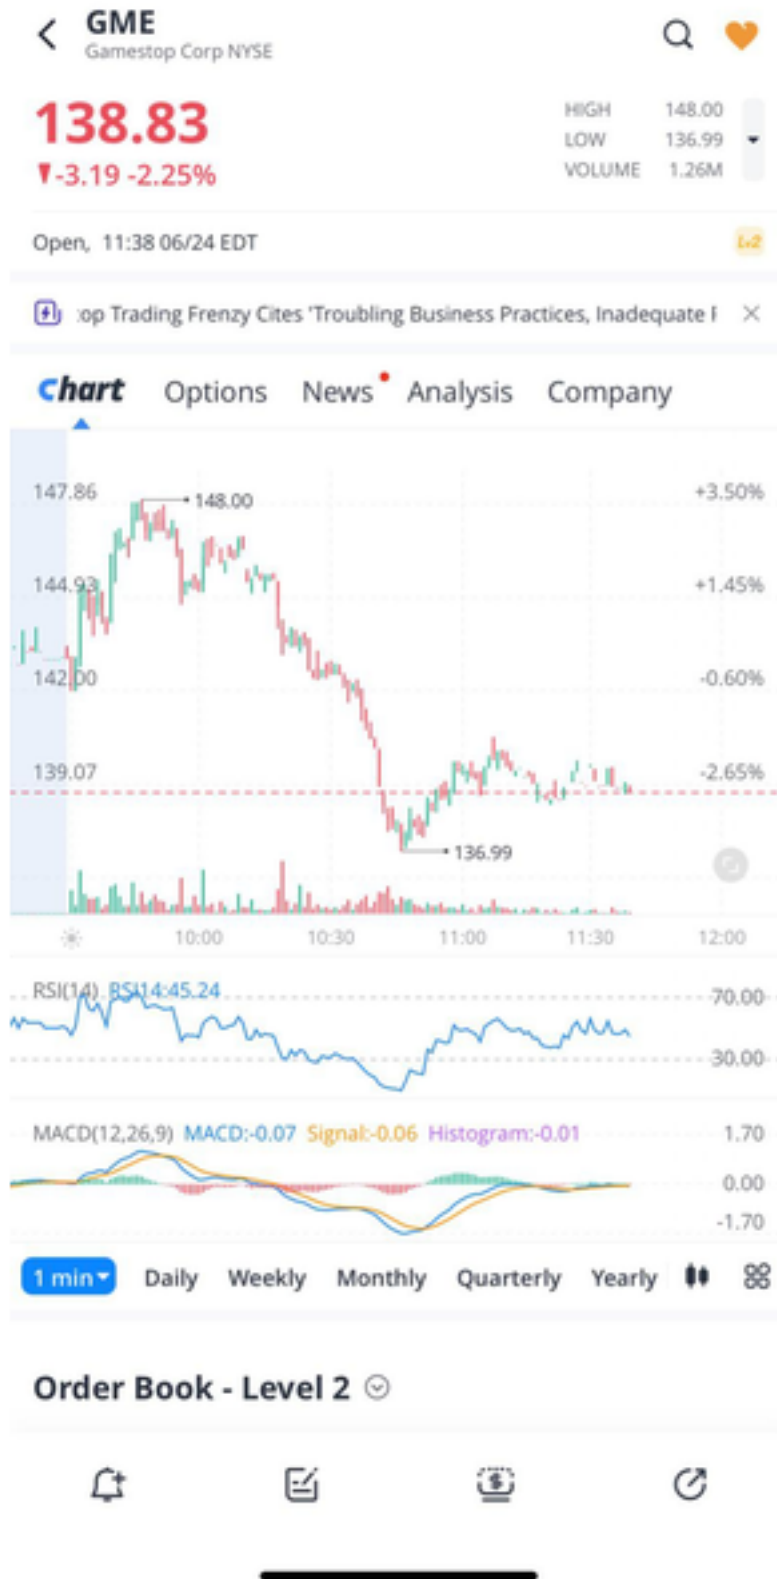 GME
Gamestop Corp NYSE
138.83
-3.19 -2.25%
HIGH 148.00
LOW 136.99
VOLUME 1.26M
Open, 11:38 06/24 EDT
Lv2
:op Trading Frenzy Cites 'Troubling Business Practices, Inadequate
Chart Options News Analysis Company
147.86 148.00 +3.50%
144.93 +1.45%
142.00 -0.60%
139.07 -2.65%
136.99
10:00 10:30 11:00 11:30 12:00
RSI(14) RSI14:45.24 70.00
30.00
MACD(12,26,9) MACD:-0.07 Signal:-0.06 Histogram:-0.01 1.70
0.00
-1.70
1 min Daily Weekly Monthly Quarterly Yearly
Order Book - Level 2